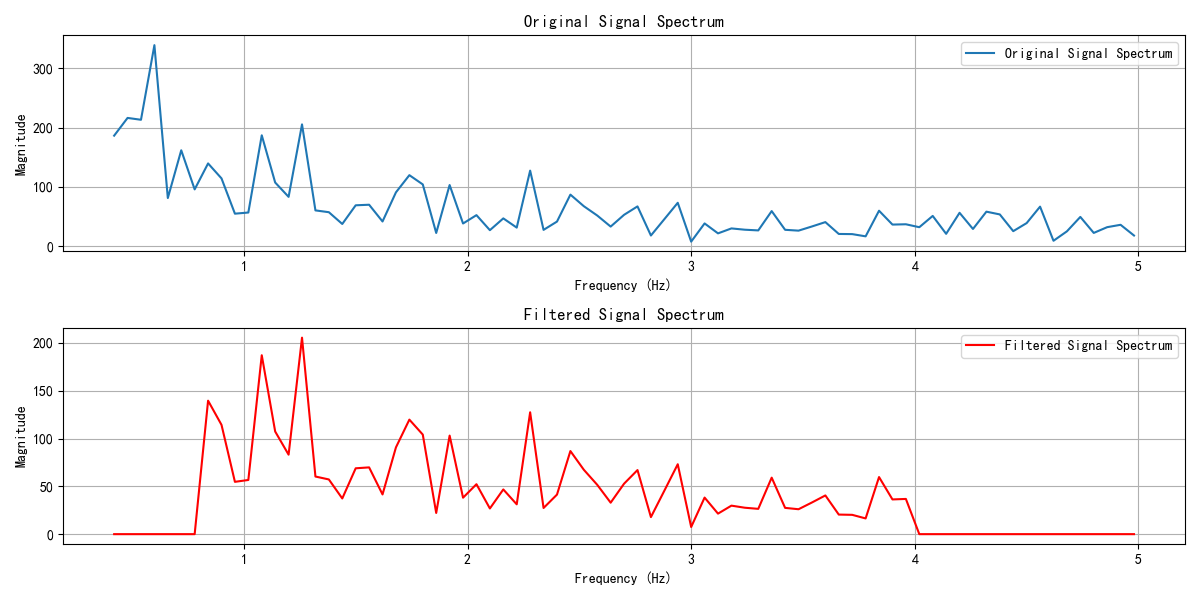 Original Signal Spectrum
Original Signal Spectrum
300
200
100
0
Magnitude
1 2 3 4 5
Frequency (Hz)
Filtered Signal Spectrum
Filtered Signal Spectrum
200
150
100
50
0
Magnitude
1 2 3 4 5
Frequency (Hz)